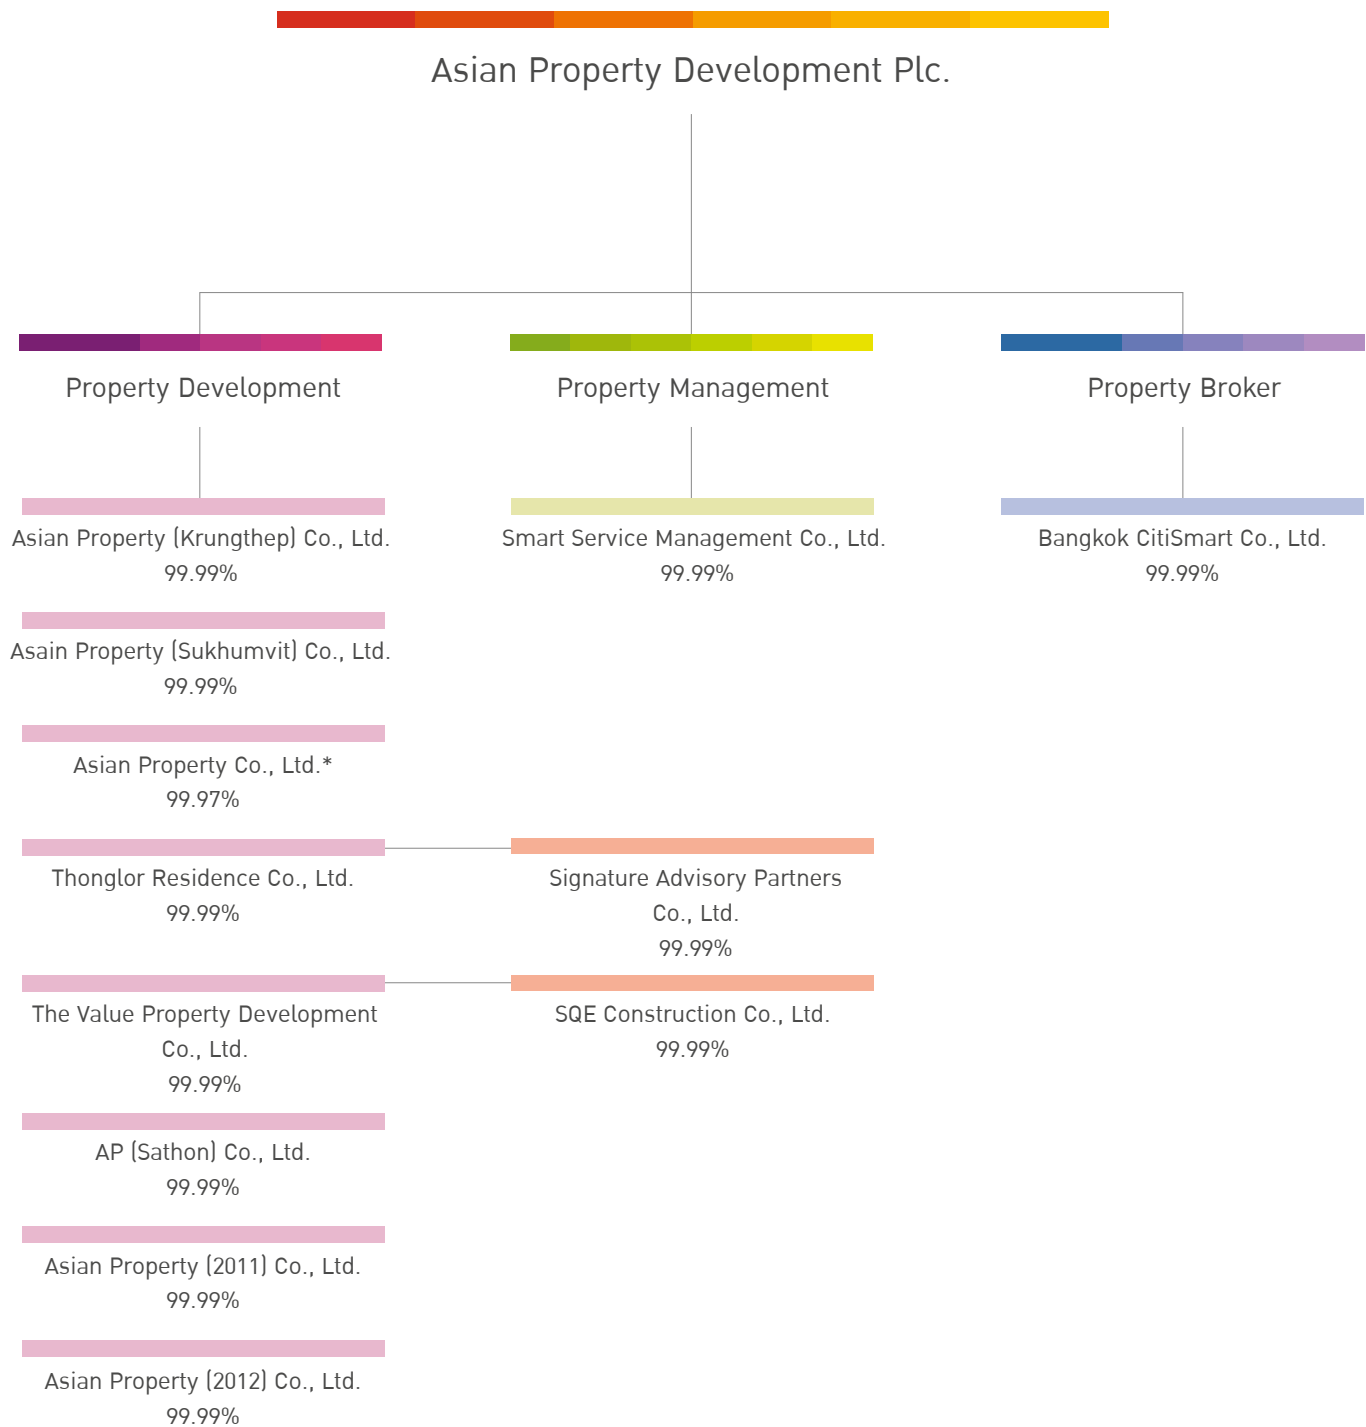 Asian Property Development Plc.
Property Development
Property Management
Property Broker
Asian Property (Krungthep) Co., Ltd.
99.99%
Smart Service Management Co., Ltd.
99.99%
Bangkok CitiSmart Co., Ltd.
99.99%
Asain Property (Sukhumvit) Co., Ltd.
99.99%
Asian Property Co., Ltd.*
99.97%
Thonglor Residence Co., Ltd.
99.99%
Signature Advisory Partners
Co., Ltd.
99.99%
The Value Property Development
Co., Ltd.
99.99%
SQE Construction Co., Ltd.
99.99%
AP (Sathon) Co., Ltd.
99.99%
Asian Property (2011) Co., Ltd.
99.99%
Asian Property (2012) Co., Ltd.
99.99%